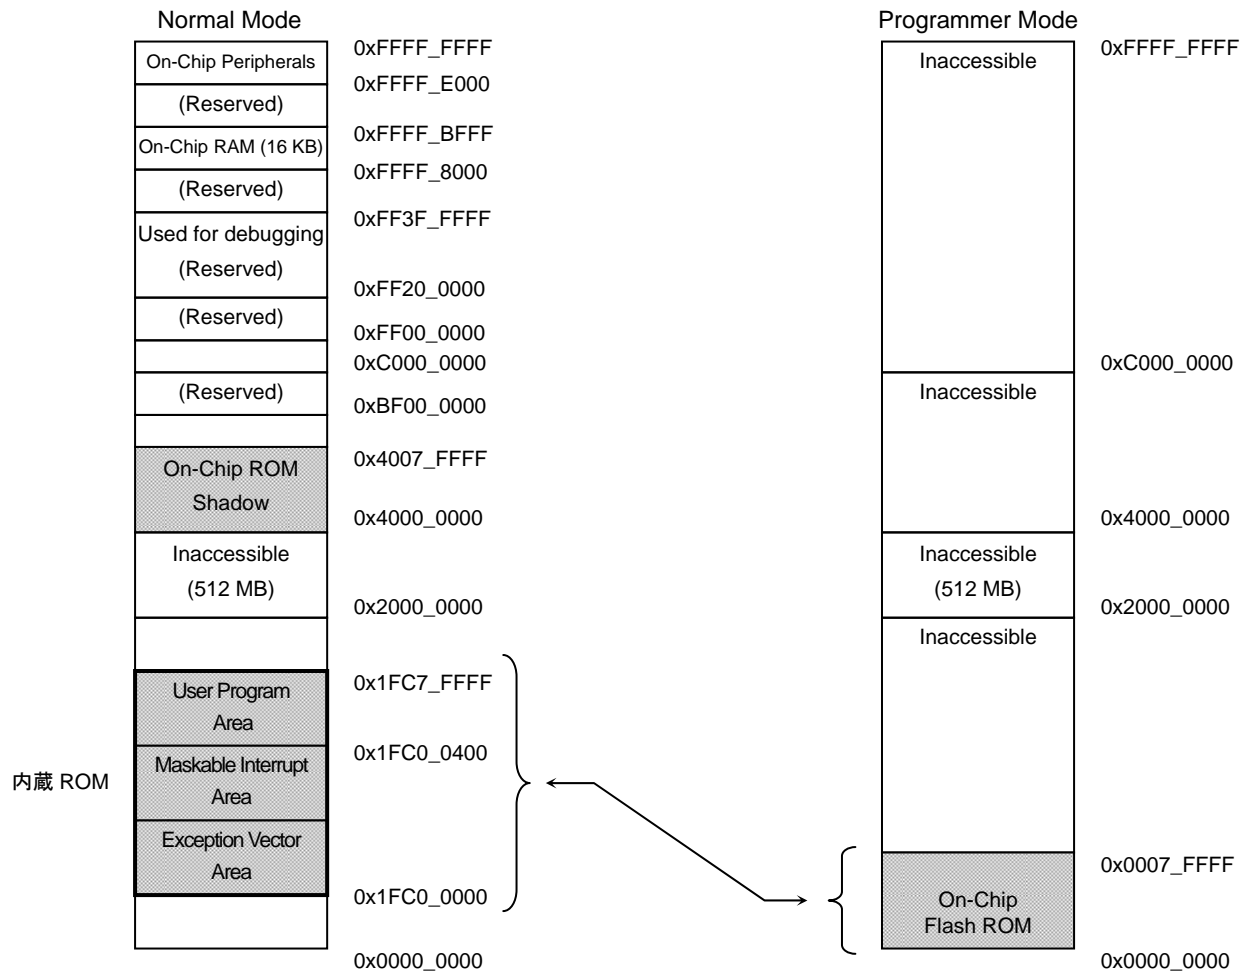 Normal Mode
0xFFFF_FFFF
On-Chip Peripherals
0xFFFF_E000
(Reserved)
0xFFFF_BFFF
On-Chip RAM (16 KB)
0xFFFF_8000
(Reserved)
0xFF3F_FFFF
Used for debugging
(Reserved)
0xFF20_0000
(Reserved)
0xFF00_0000
0xC000_0000
(Reserved)
0xBF00_0000
0x4007_FFFF
On-Chip ROM
Shadow
0x4000_0000
Inaccessible
(512 MB)
0x2000_0000
0x1FC7_FFFF
User Program
Area
0x1FC0_0400
Maskable Interrupt
Area
内蔵 ROM
Exception Vector
Area
0x1FC0_0000
0x0000_0000
Programmer Mode
0xFFFF_FFFF
Inaccessible
0xC000_0000
Inaccessible
0x4000_0000
Inaccessible
(512 MB)
0x2000_0000
Inaccessible
0x0007_FFFF
On-Chip
Flash ROM
0x0000_0000